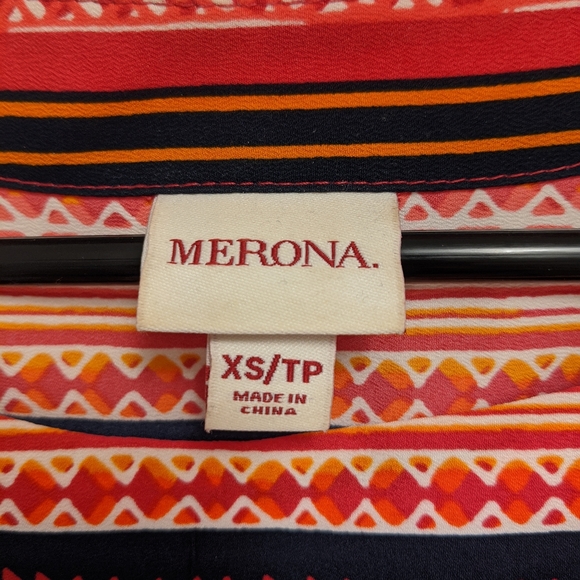 MERONA.
XS/TP
MADE IN
CHINA